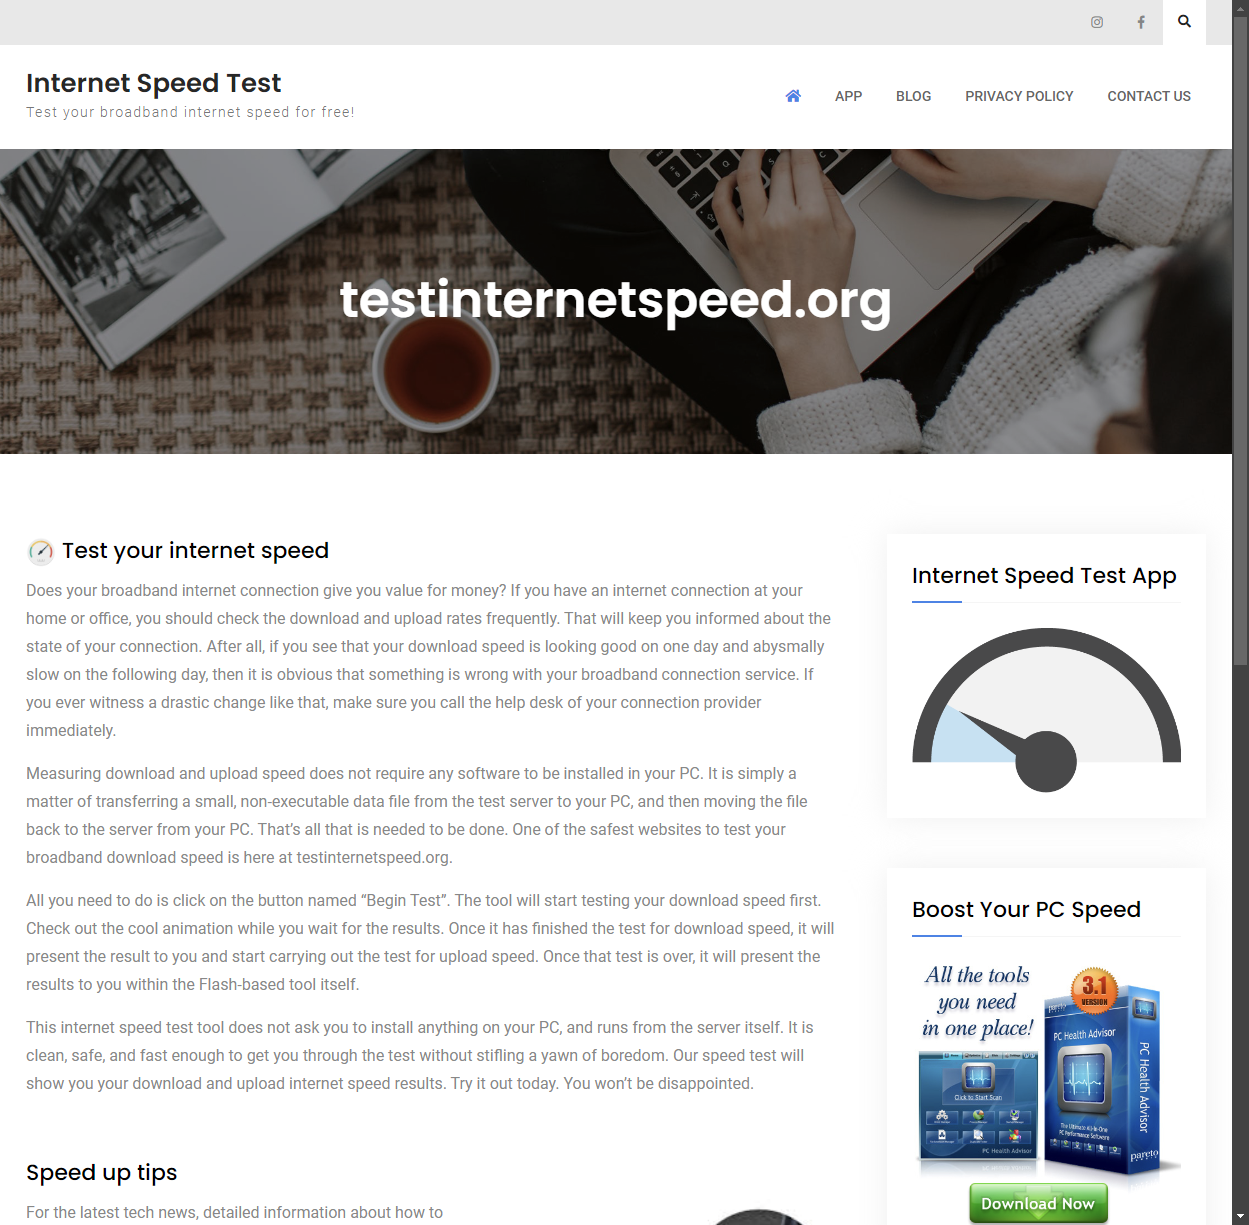 Internet Speed Test
Test your broadband internet speed for free!
APP BLOG PRIVACY POLICY CONTACT US
testinternetspeed.org
Test your internet speed
Does your broadband internet connection give you value for money? If you have an internet connection at your
home or office, you should check the download and upload rates frequently. That will keep you informed about the
state of your connection. After all, if you see that your download speed is looking good on one day and abysmally
slow on the following day, then it is obvious that something is wrong with your broadband connection service. If
you ever witness a drastic change like that, make sure you call the help desk of your connection provider
immediately.
Measuring download and upload speed does not require any software to be installed in your PC. It is simply a
matter of transferring a small, non-executable data file from the test server to your PC, and then moving the file
back to the server from your PC. That’s all that is needed to be done. One of the safest websites to test your
broadband download speed is here at testinternetspeed.org.
All you need to do is click on the button named “Begin Test”. The tool will start testing your download speed first.
Check out the cool animation while you wait for the results. Once it has finished the test for download speed, it will
present the result to you and start carrying out the test for upload speed. Once that test is over, it will present the
results to you within the Flash-based tool itself.
This internet speed test tool does not ask you to install anything on your PC, and runs from the server itself. It is
clean, safe, and fast enough to get you through the test without stifling a yawn of boredom. Our speed test will
show you your download and upload internet speed results. Try it out today. You won’t be disappointed.
Speed up tips
For the latest tech news, detailed information about how to
Internet Speed Test App
Boost Your PC Speed
All the tools
you need
in one place!
3.1
VERSION
pareto
PC Health Advisor
PC Health Advisor
Click to Start Scan
The Ultimate All-In-One
PC Performance Software
PC Health Advisor
pareto
Download Now